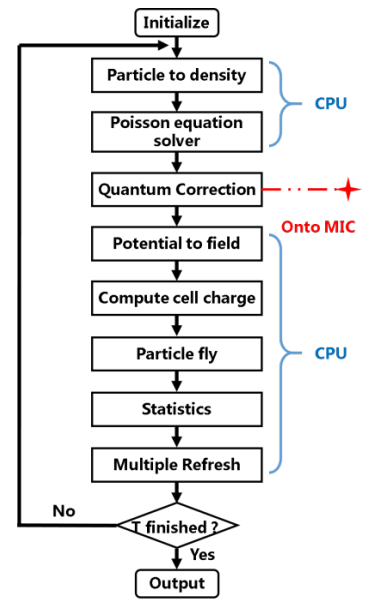 Initialize
Particle to density
CPU
Poisson equation
solver
Quantum Correction
Onto MIC
Potential to field
Compute cell charge
Particle fly
CPU
Statistics
Multiple Refresh
No
T finished ?
Yes
Output